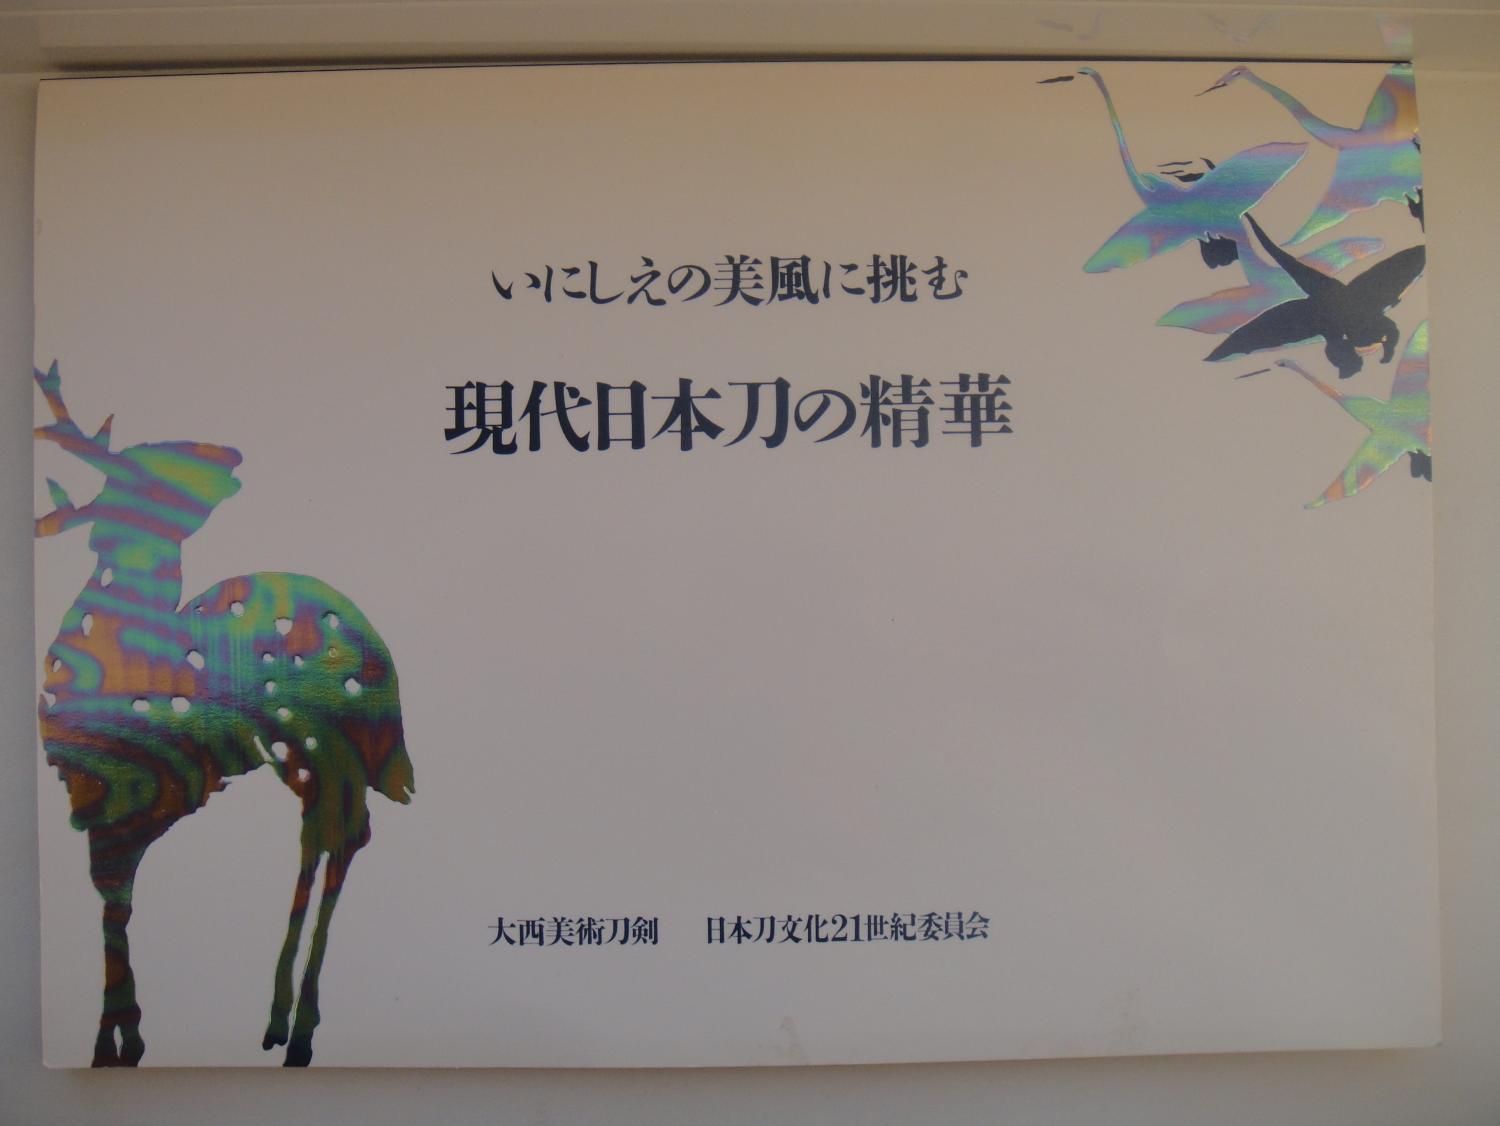 いにしえの美風に挑む
現代日本刀の精華
大西美術刀剣 日本刀文化21世紀委員会